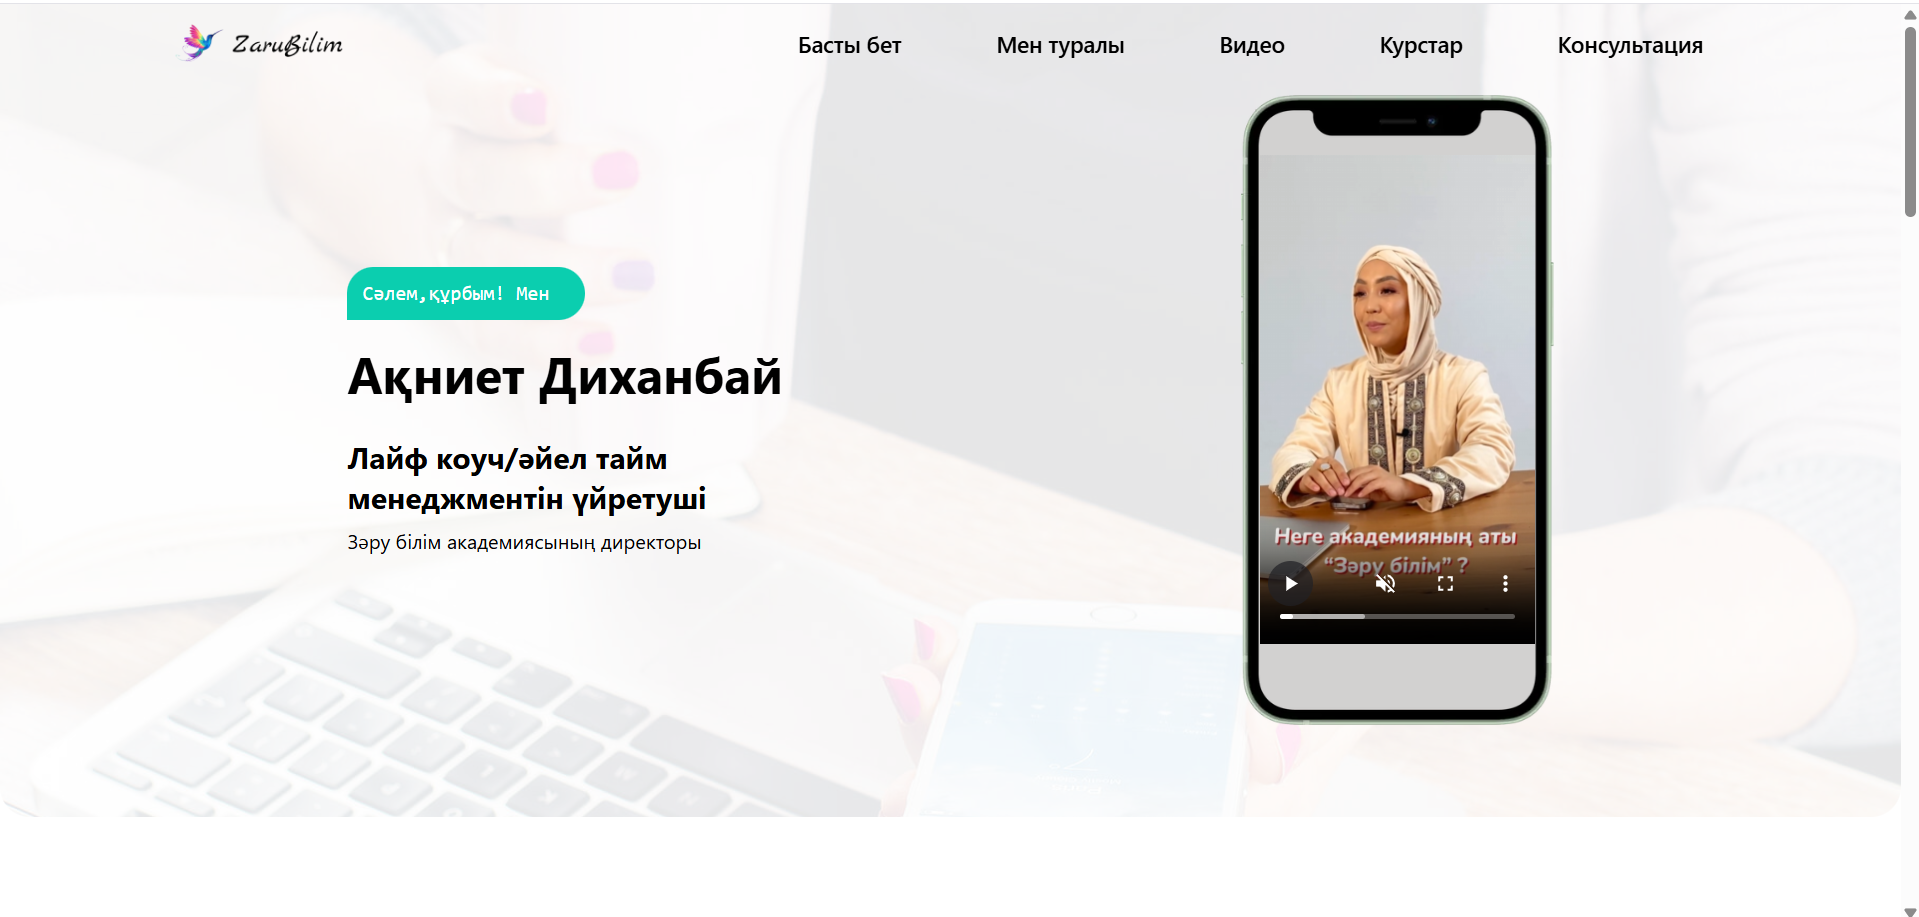 ZaruBilim
Басты бет
Мен туралы
Видео
Курстар
Консультация
Сәлем,құрбым! Мен
Ақниет Диханбай
Лайф коуч/әйел тайм
менеджментін үйретуші
Зәру білім академиясының директоры
Неге академияның аты
“Зәру білім” ?